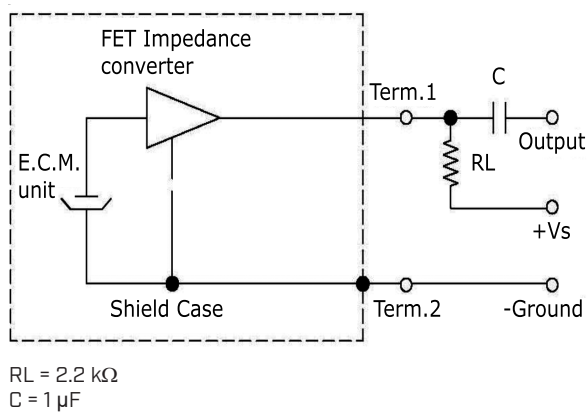 FET Impedance
converter
Term.1
C
Output
E.C.M.
unit
RL
+Vs
Shield Case
Term.2
-Ground
RL = 2.2 kΩ
C = 1 µF